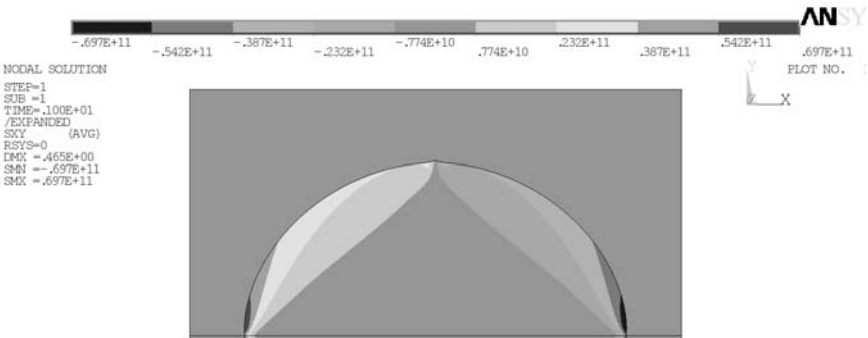 ANSYS
-.697E+11 -.542E+11 -.387E+11 -.232E+11 -.774E+10 .774E+10 .232E+11 .387E+11 .542E+11 .697E+11
NODAL SOLUTION
PLOT NO.
STEP=1
SUB =1
TIME=.100E+01
/EXPANDED
SXY (AVG)
RSYS=0
DMX =.465E+00
SMN =-.697E+11
SMX =.697E+11
Y
Z X